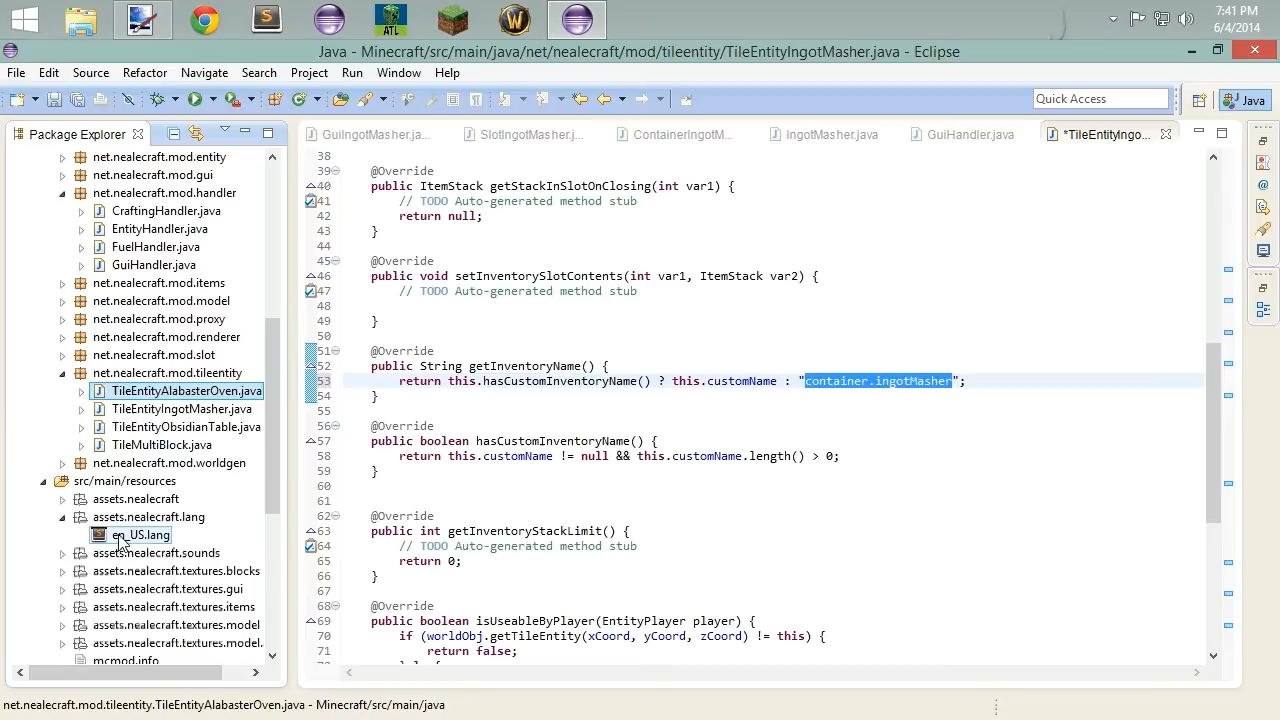 7:41 PM
6/4/2014
ATL
Java - Minecraft/src/main/java/net/nealecraft/mod/tileentity/TileEntityIngotMasher.java - Eclipse
File Edit Source Refactor Navigate Search Project Run Window Help
Quick Access
Java
Package Explorer
net.nealecraft.mod.entity
net.nealecraft.mod.gui
net.nealecraft.mod.handler
CraftingHandler.java
EntityHandler.java
FuelHandler.java
GuiHandler.java
net.nealecraft.mod.items
net.nealecraft.mod.model
net.nealecraft.mod.proxy
net.nealecraft.mod.renderer
net.nealecraft.mod.slot
net.nealecraft.mod.tileentity
TileEntityAlabasterOven.java
TileEntityIngotMasher.java
TileEntityObsidianTable.java
TileMultiBlock.java
net.nealecraft.mod.worldgen
src/main/resources
assets.nealecraft
assets.nealecraft.lang
en_US.lang
assets.nealecraft.sounds
assets.nealecraft.textures.blocks
assets.nealecraft.textures.gui
assets.nealecraft.textures.items
assets.nealecraft.textures.model
assets.nealecraft.textures.model.
mcmod.info
GuiIngotMasher.ja... SlotIngotMasher.j... ContainerIngotM... IngotMasher.java GuiHandler.java *TileEntityIngo...
38
39 @Override
40 public ItemStack getStackInSlotOnClosing(int var1) {
41 // TODO Auto-generated method stub
42 return null;
43 }
44
45 @Override
46 public void setInventorySlotContents(int var1, ItemStack var2) {
47 // TODO Auto-generated method stub
48
49 }
50
51 @Override
52 public String getInventoryName() {
53 return this.hasCustomInventoryName() ? this.customName : "container.ingotMasher";
54 }
55
56 @Override
57 public boolean hasCustomInventoryName() {
58 return this.customName != null && this.customName.length() > 0;
59 }
60
61
62 @Override
63 public int getInventoryStackLimit() {
64 // TODO Auto-generated method stub
65 return 0;
66 }
67
68 @Override
69 public boolean isUseableByPlayer(EntityPlayer player) {
70 if (worldObj.getTileEntity(xCoord, yCoord, zCoord) != this) {
71 return false;
net.nealecraft.mod.tileentity.TileEntityAlabasterOven.java - Minecraft/src/main/java